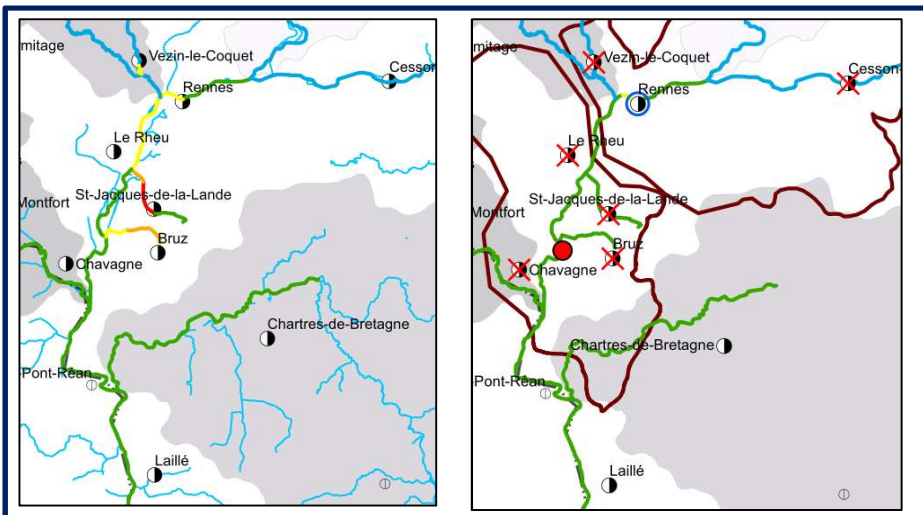 rmitage
Vezin-le-Coquet
Cesson-
Rennes
Le Rheu
St-Jacques-de-la-Lande
Montfort
Bruz
Chavagne
Chartres-de-Bretagne
-Pont-Réan
Laillé
mitage
Vezin-le-Coquet
Cesson-
Rennes
Le Rheu
St-Jacques-de-la-Lande
Montfort
Bruz
Chavagne
Chartres-de-Bretagne
-Pont-Réan
Laillé